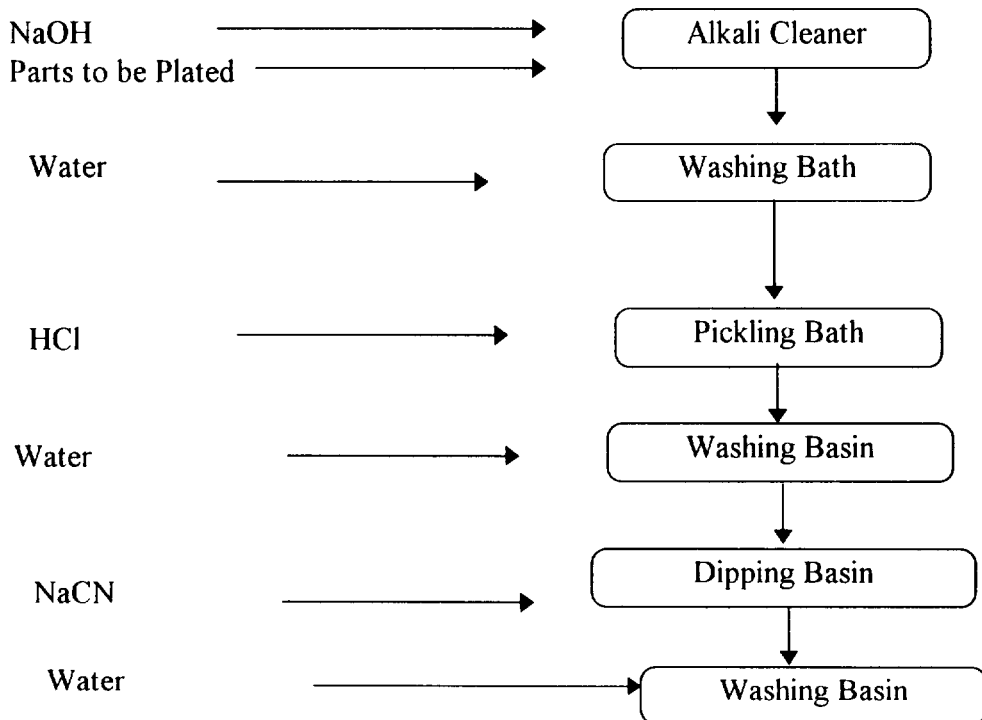 NaOH
Alkali Cleaner
Parts to be Plated
Water
Washing Bath
HCl
Pickling Bath
Water
Washing Basin
NaCN
Dipping Basin
Water
Washing Basin